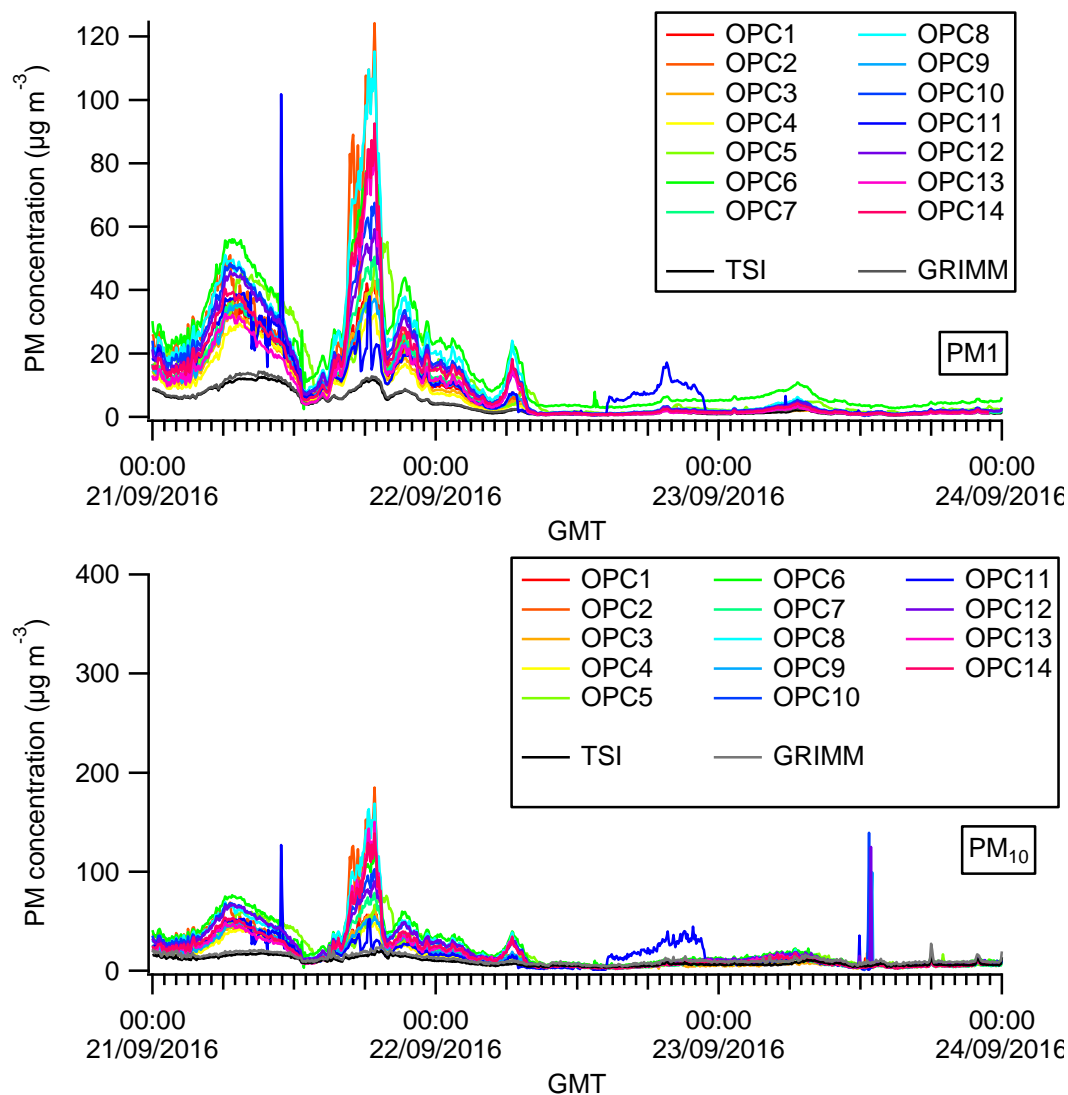 120
100
80
60
40
20
0
PM concentration (µg m⁻³)
OPC1 OPC8
OPC2 OPC9
OPC3 OPC10
OPC4 OPC11
OPC5 OPC12
OPC6 OPC13
OPC7 OPC14
TSI GRIMM
PM1
00:00 00:00 00:00 00:00
21/09/2016 22/09/2016 23/09/2016 24/09/2016
GMT
400
300
200
100
0
PM concentration (µg m⁻³)
OPC1 OPC6 OPC11
OPC2 OPC7 OPC12
OPC3 OPC8 OPC13
OPC4 OPC9 OPC14
OPC5 OPC10
TSI GRIMM
PM₁₀
00:00 00:00 00:00 00:00
21/09/2016 22/09/2016 23/09/2016 24/09/2016
GMT